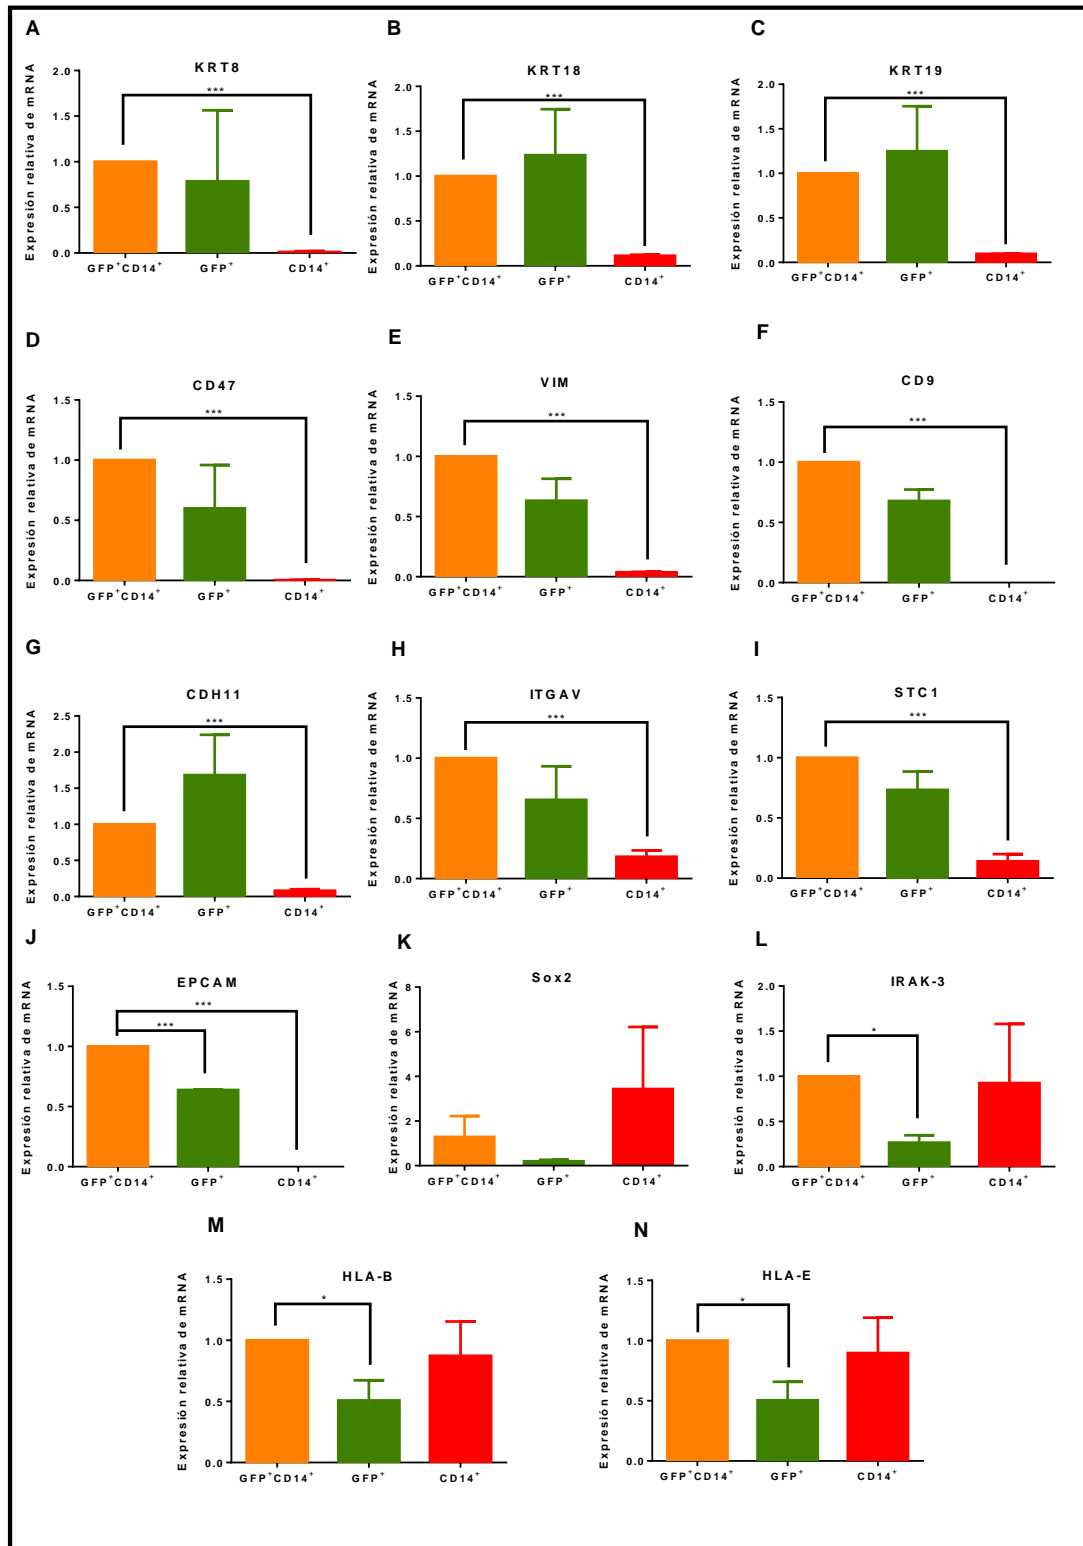 A
KRT8
Expresión relativa de mRNA
2.0
1.5
1.0
0.5
0.0
***
GFP⁺CD14⁺ GFP⁺ CD14⁺
B
KRT18
Expresión relativa de mRNA
2.0
1.5
1.0
0.5
0.0
***
GFP⁺CD14⁺ GFP⁺ CD14⁺
C
KRT19
Expresión relativa de mRNA
2.0
1.5
1.0
0.5
0.0
***
GFP⁺CD14⁺ GFP⁺ CD14⁺
D
CD47
Expresión relativa de mRNA
1.5
1.0
0.5
0.0
***
GFP⁺CD14⁺ GFP⁺ CD14⁺
E
VIM
Expresión relativa de mRNA
1.5
1.0
0.5
0.0
***
GFP⁺CD14⁺ GFP⁺ CD14⁺
F
CD9
Expresión relativa de mRNA
1.5
1.0
0.5
0.0
***
GFP⁺CD14⁺ GFP⁺ CD14⁺
G
CDH11
Expresión relativa de mRNA
2.5
2.0
1.5
1.0
0.5
0.0
***
GFP⁺CD14⁺ GFP⁺ CD14⁺
H
ITGAV
Expresión relativa de mRNA
1.5
1.0
0.5
0.0
***
GFP⁺CD14⁺ GFP⁺ CD14⁺
I
STC1
Expresión relativa de mRNA
1.5
1.0
0.5
0.0
***
GFP⁺CD14⁺ GFP⁺ CD14⁺
J
EPCAM
Expresión relativa de mRNA
1.5
1.0
0.5
0.0
***
***
GFP⁺CD14⁺ GFP⁺ CD14⁺
K
Sox2
Expresión relativa de mRNA
8
6
4
2
0
GFP⁺CD14⁺ GFP⁺ CD14⁺
L
IRAK-3
Expresión relativa de mRNA
2.0
1.5
1.0
0.5
0.0
*
GFP⁺CD14⁺ GFP⁺ CD14⁺
M
HLA-B
Expresión relativa de mRNA
1.5
1.0
0.5
0.0
*
GFP⁺CD14⁺ GFP⁺ CD14⁺
N
HLA-E
Expresión relativa de mRNA
1.5
1.0
0.5
0.0
*
GFP⁺CD14⁺ GFP⁺ CD14⁺